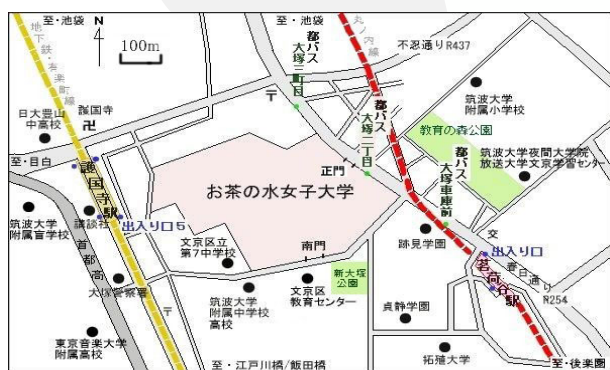 至・池袋
N
100m
地下鉄・有楽町線
護国寺
卍
日大豊山
中高校
至・目白
護国寺駅
講談社
出入り口5
筑波大学
附属盲学校
首都高
大塚警察署
〒
東京音楽大学
附属高校
至・江戸川橋/飯田橋
至・池袋
丸ノ内線
都バス
大塚三丁目
〒
不忍通り R437
都バス
大塚二丁目
正門
お茶の水女子大学
南門
文京区立
第7中学校
筑波大学
附属中学校
高校
文京区
教育センター
新大塚
公園
筑波大学
附属小学校
教育の森公園
都バス
大塚車庫前
筑波大学夜間大学院
放送大学文京学習センター
跡見学園
交
出入り口
春日通り
R254
茗荷谷駅
貞静学園
拓殖大学
至・後楽園